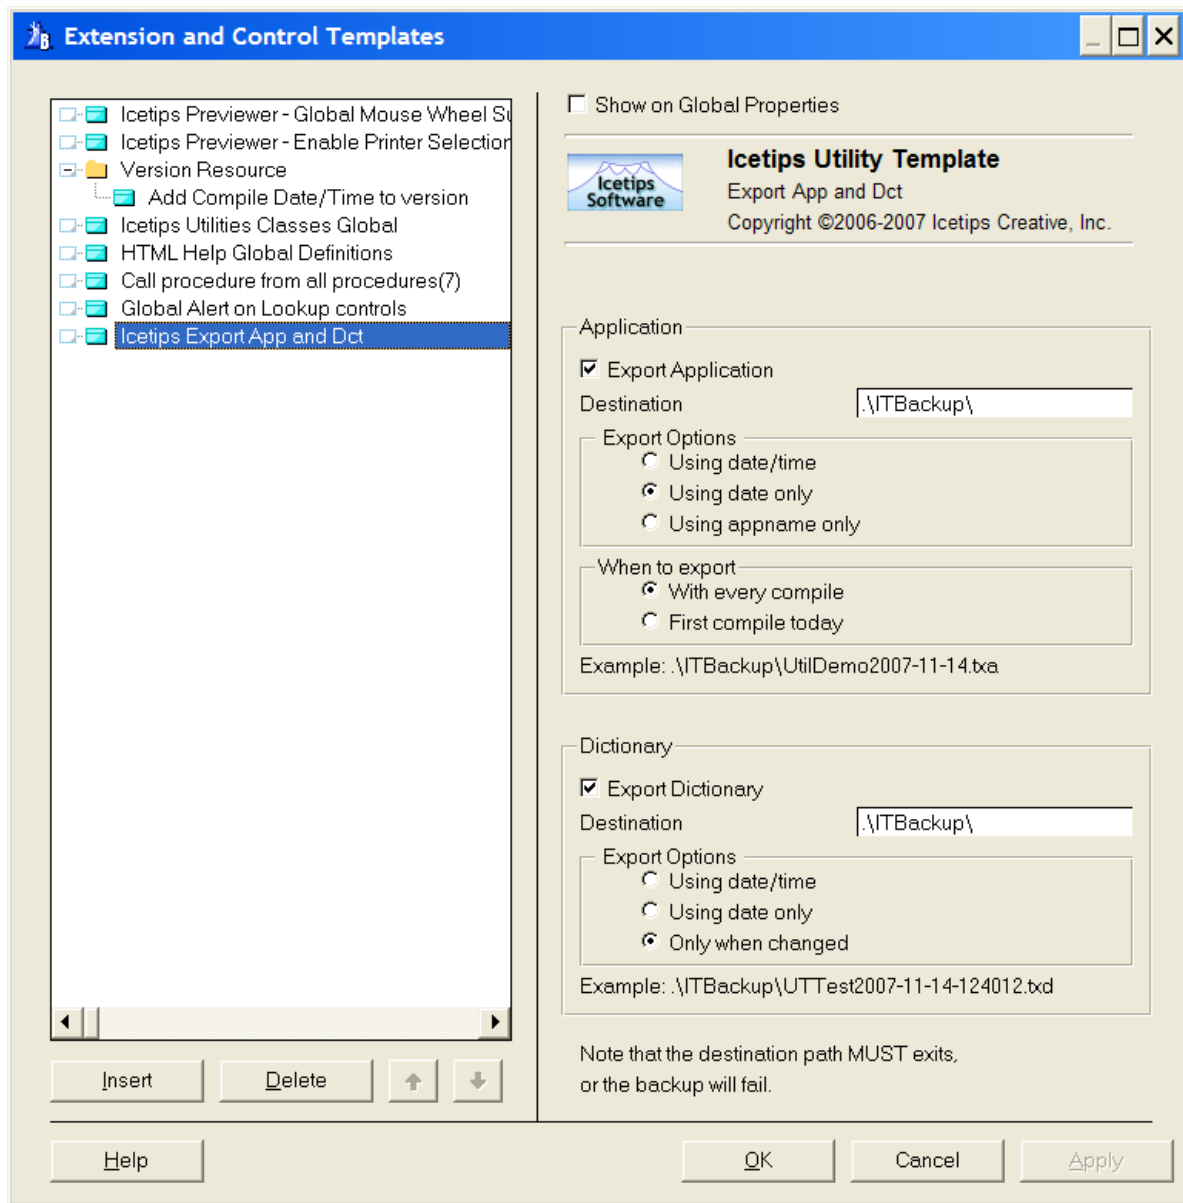 Extension and Control Templates
Icetips Previewer - Global Mouse Wheel Su
Icetips Previewer - Enable Printer Selection
Version Resource
Add Compile Date/Time to version
Icetips Utilities Classes Global
HTML Help Global Definitions
Call procedure from all procedures(7)
Global Alert on Lookup controls
Icetips Export App and Dct
Insert
Delete
Show on Global Properties
Icetips
Software
Icetips Utility Template
Export App and Dct
Copyright ©2006-2007 Icetips Creative, Inc.
Application
Export Application
Destination .\ITBackup\
Export Options
Using date/time
Using date only
Using appname only
When to export
With every compile
First compile today
Example: .\ITBackup\UtilDemo2007-11-14.txa
Dictionary
Export Dictionary
Destination .\ITBackup\
Export Options
Using date/time
Using date only
Only when changed
Example: .\ITBackup\UTTest2007-11-14-124012.txd
Note that the destination path MUST exits,
or the backup will fail.
Help
OK
Cancel
Apply